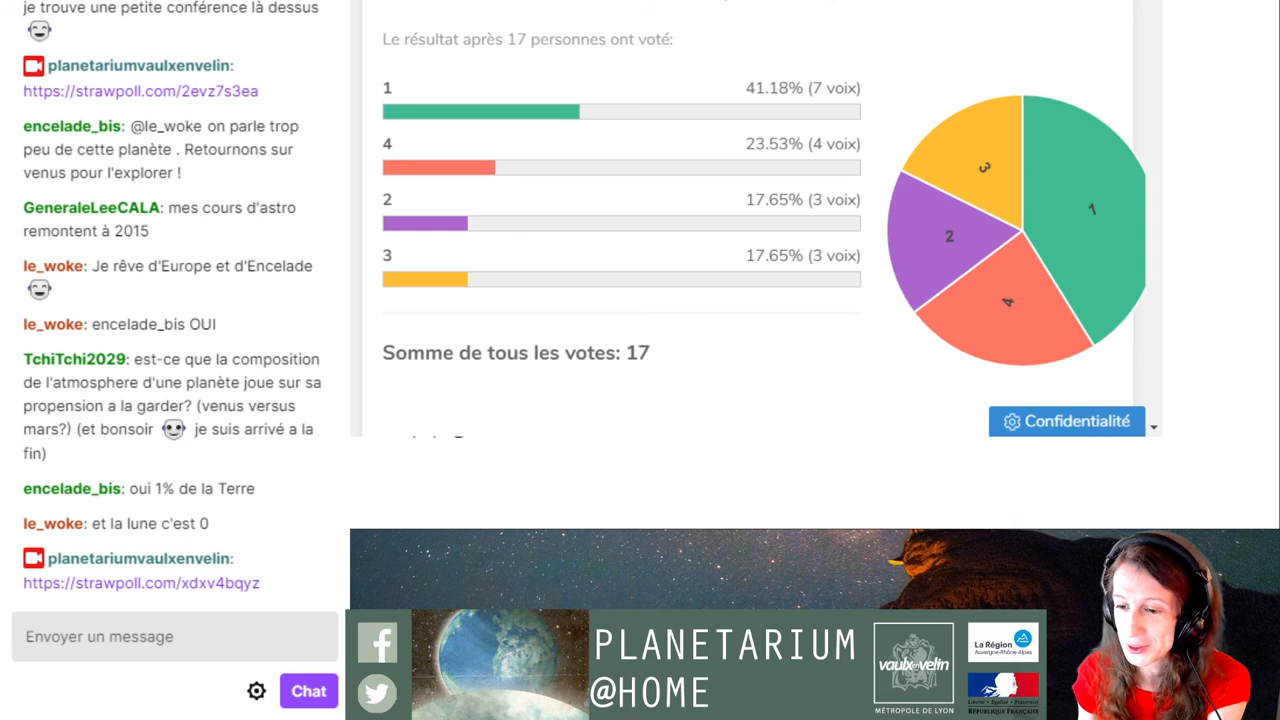 je trouve une petite conférence là dessus
planetariumvaulxenvelin:
https://strawpoll.com/2evz7s3ea
encelade_bis: @le_woke on parle trop
peu de cette planète . Retournons sur
venus pour l'explorer !
GeneraleLeeCALA: mes cours d'astro
remontent à 2015
le_woke: Je rêve d'Europe et d'Encelade
le_woke: encelade_bis OUI
TchiTchi2029: est-ce que la composition
de l'atmosphere d'une planète joue sur sa
propension a la garder? (venus versus
mars?) (et bonsoir je suis arrivé a la
fin)
encelade_bis: oui 1% de la Terre
le_woke: et la lune c'est 0
planetariumvaulxenvelin:
https://strawpoll.com/xdxv4bqyz
Envoyer un message
Chat
Le résultat après 17 personnes ont voté:
1 41.18% (7 voix)
4 23.53% (4 voix)
2 17.65% (3 voix)
3 17.65% (3 voix)
Somme de tous les votes: 17
3
1
2
4
Confidentialité
PLANETARIUM
@HOME
vaulx en velin
MÉTROPOLE DE LYON
La Région
Auvergne-Rhône-Alpes
Liberté • Égalité • Fraternité
RÉPUBLIQUE FRANÇAISE